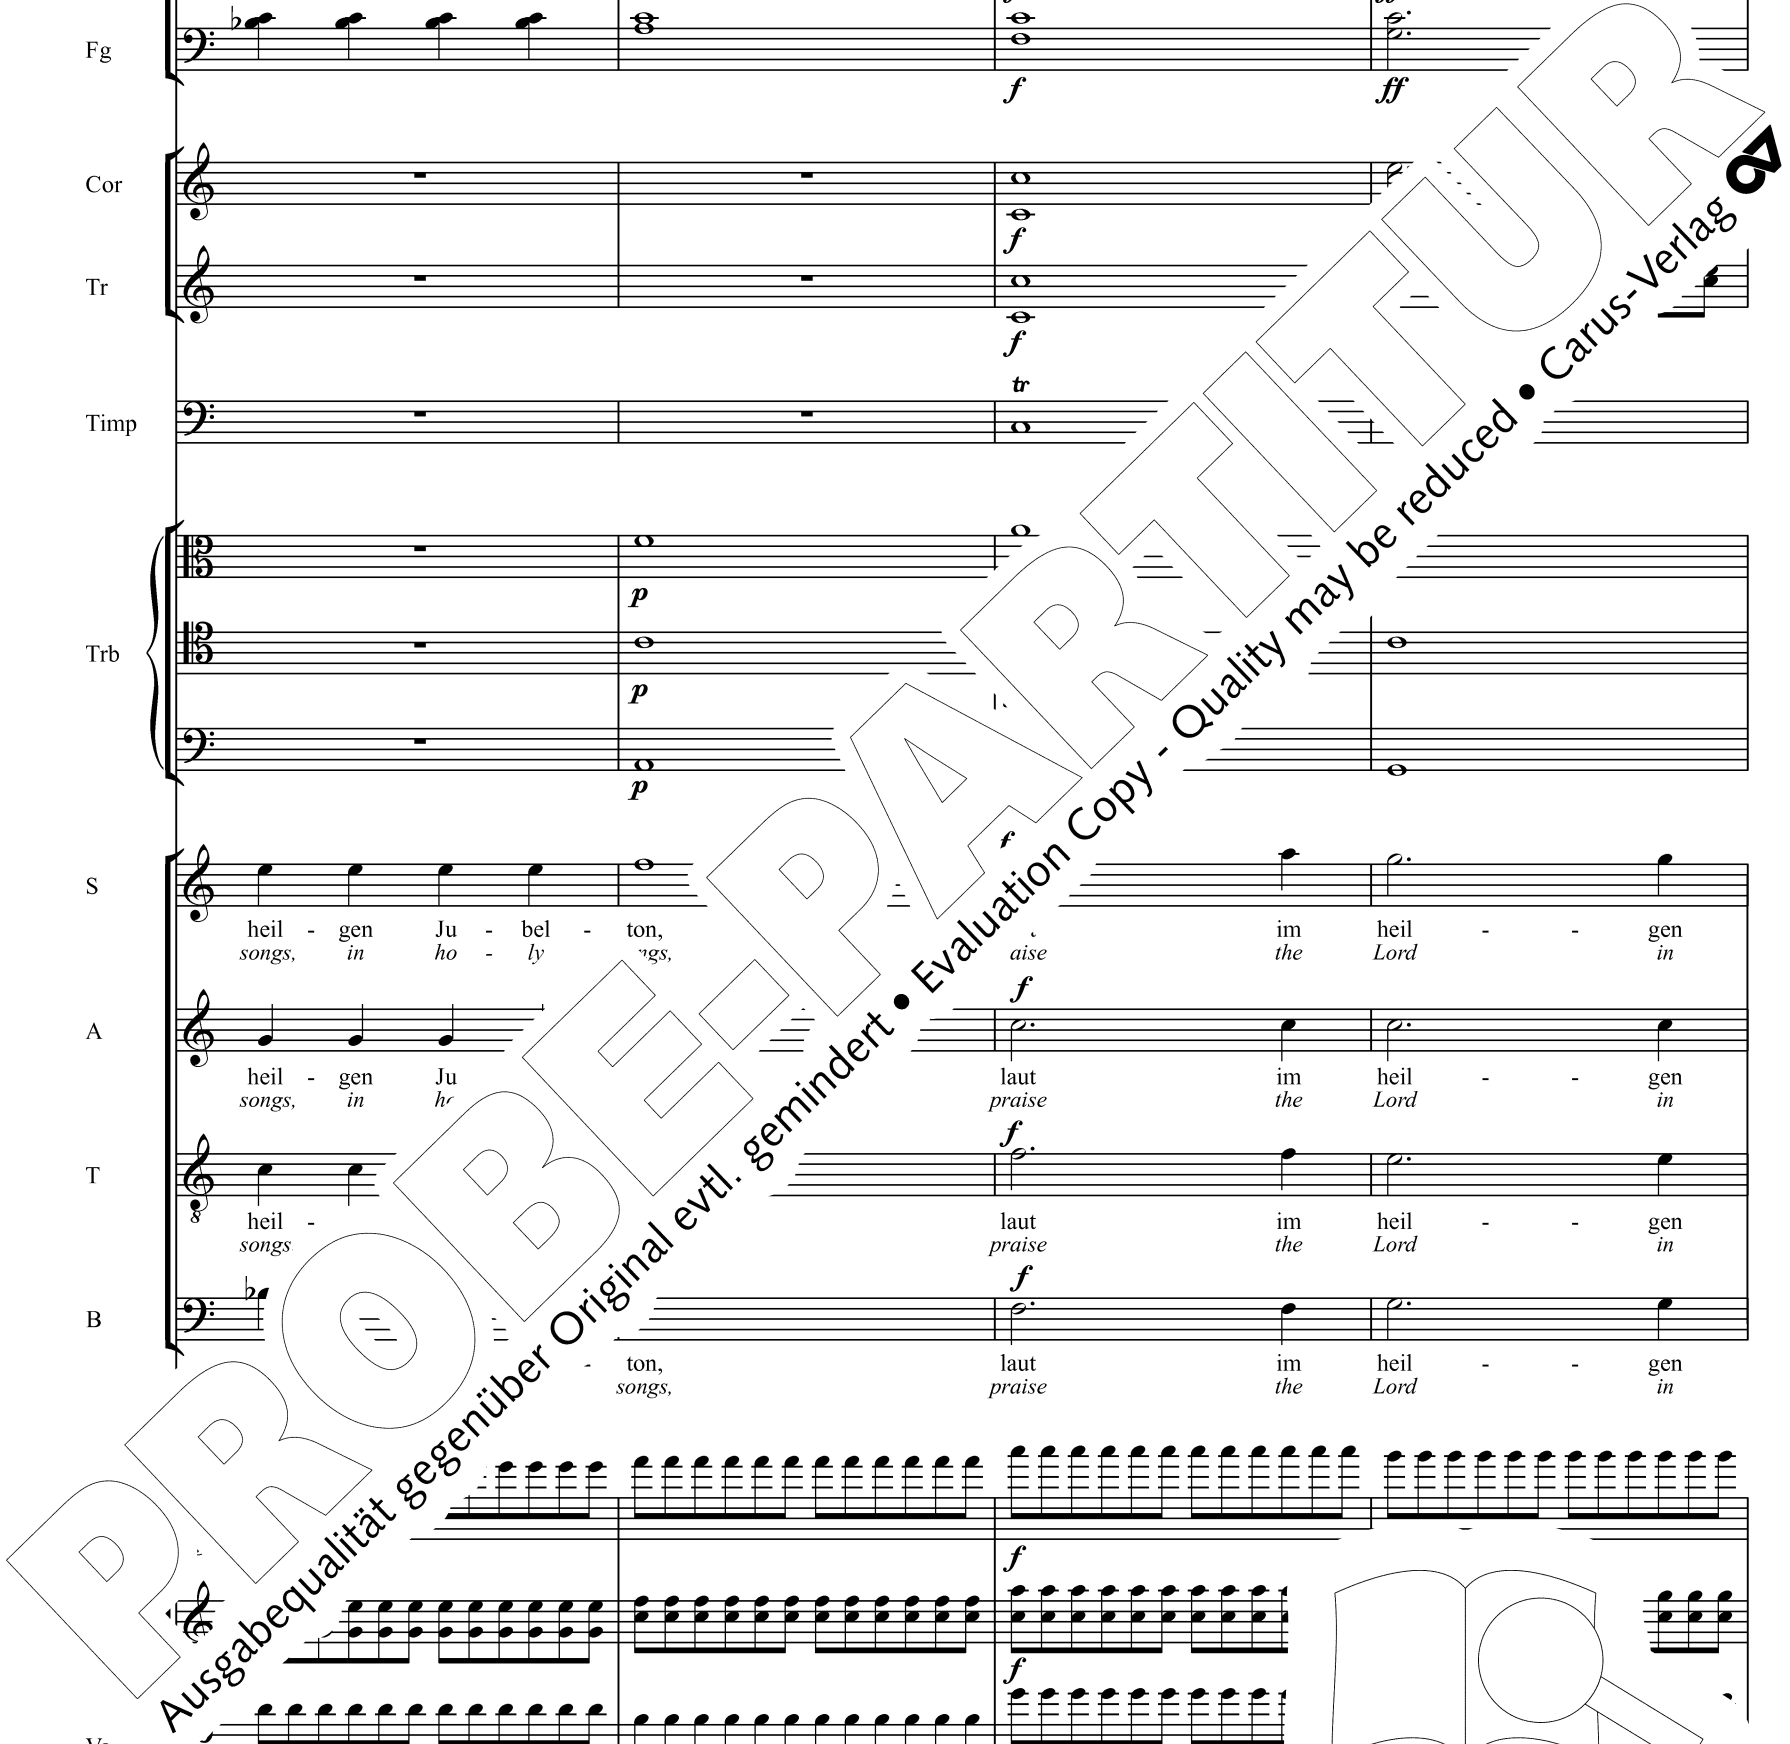 Fg
f
ff
Cor
f
Tr
f
tr
Timp
p
Trb
p
p
f
S
heil - gen Ju - bel - ton, im heil - - gen
songs, in ho - ly the Lord in
f
A
heil - gen Ju laut im heil - - gen
songs, in praise the Lord in
f
T
heil - laut im heil - - gen
songs praise the Lord in
f
B
- ton, laut im heil - - gen
songs, praise the Lord in
f
f
PROBE-PARTITUR
Ausgabequalität gegenüber Original evtl. gemindert • Evaluation Copy - Quality may be reduced • Carus-Verlag